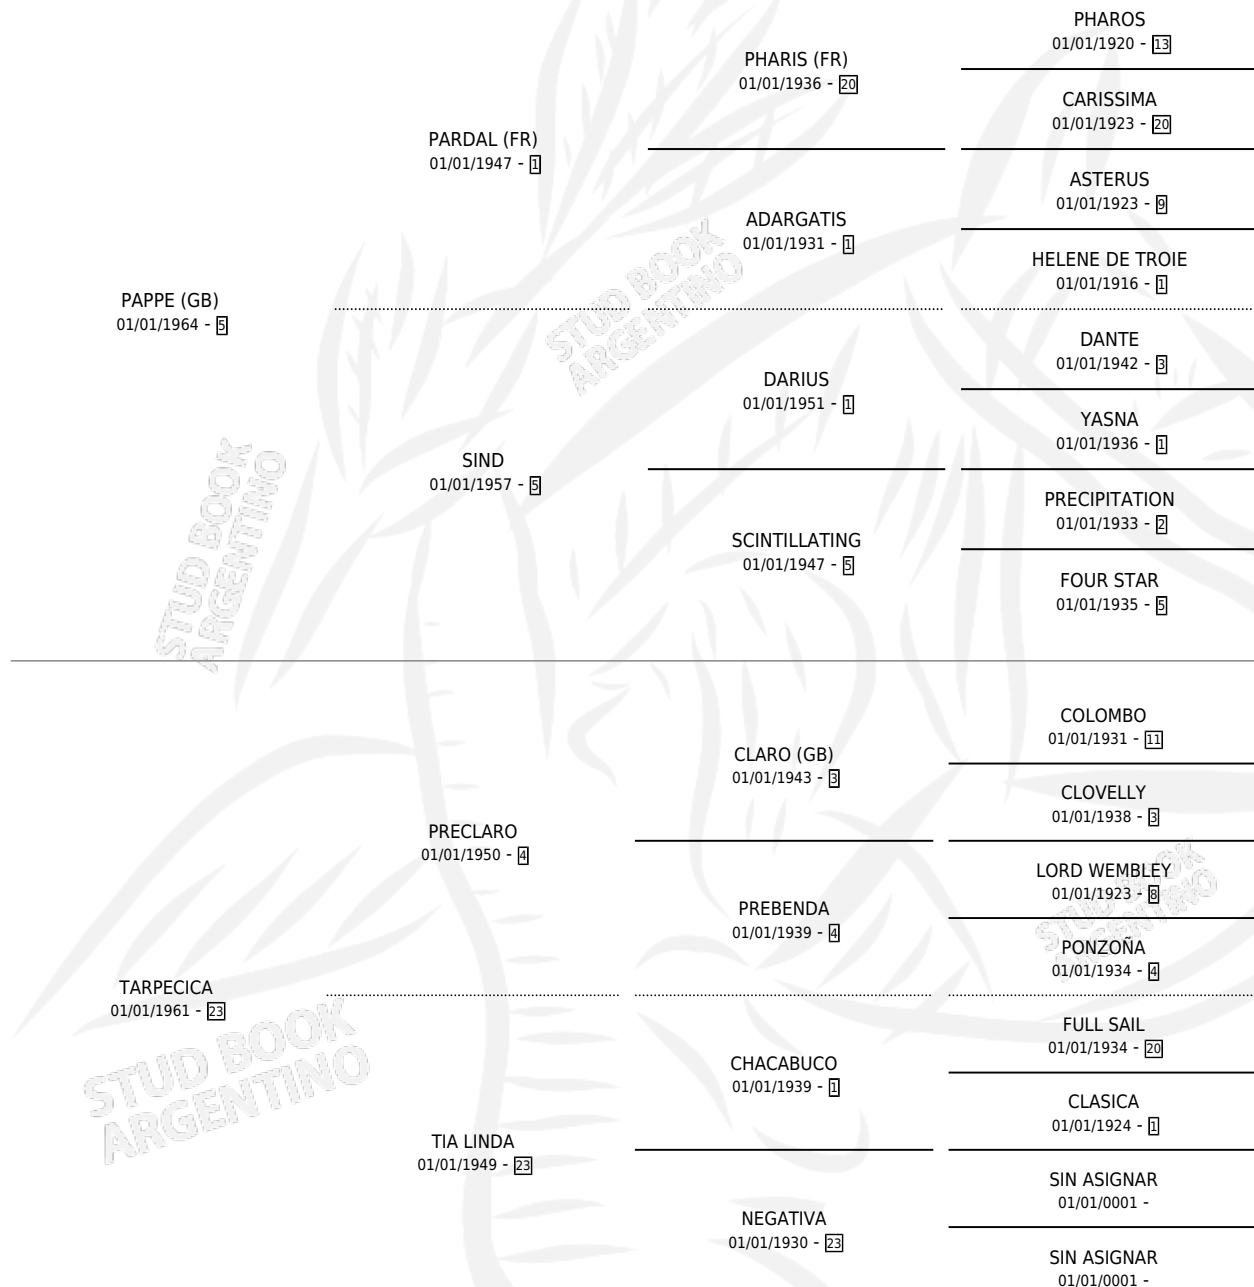 PAPPE (GB)
01/01/1964 - 5
PARDAL (FR)
01/01/1947 - 1
SIND
01/01/1957 - 5
PHARIS (FR)
01/01/1936 - 20
ADARGATIS
01/01/1931 - 1
DARIUS
01/01/1951 - 1
SCINTILLATING
01/01/1947 - 5
PHAROS
01/01/1920 - 13
CARISSIMA
01/01/1923 - 20
ASTERUS
01/01/1923 - 9
HELENE DE TROIE
01/01/1916 - 1
DANTE
01/01/1942 - 3
YASNA
01/01/1936 - 1
PRECIPITATION
01/01/1933 - 2
FOUR STAR
01/01/1935 - 5
TARPECICA
01/01/1961 - 23
PRECLARO
01/01/1950 - 4
TIA LINDA
01/01/1949 - 23
CLARO (GB)
01/01/1943 - 3
PREBENDA
01/01/1939 - 4
CHACABUCO
01/01/1939 - 1
NEGATIVA
01/01/1930 - 23
COLOMBO
01/01/1931 - 11
CLOVELLY
01/01/1938 - 3
LORD WEMBLEY
01/01/1923 - 8
PONZOÑA
01/01/1934 - 4
FULL SAIL
01/01/1934 - 20
CLASICA
01/01/1924 - 1
SIN ASIGNAR
01/01/0001 -
SIN ASIGNAR
01/01/0001 -
STUD BOOK
ARGENTINO
STUD BOOK
ARGENTINO
STUD BOOK
ARGENTINO
STUD BOOK
ARGENTINO